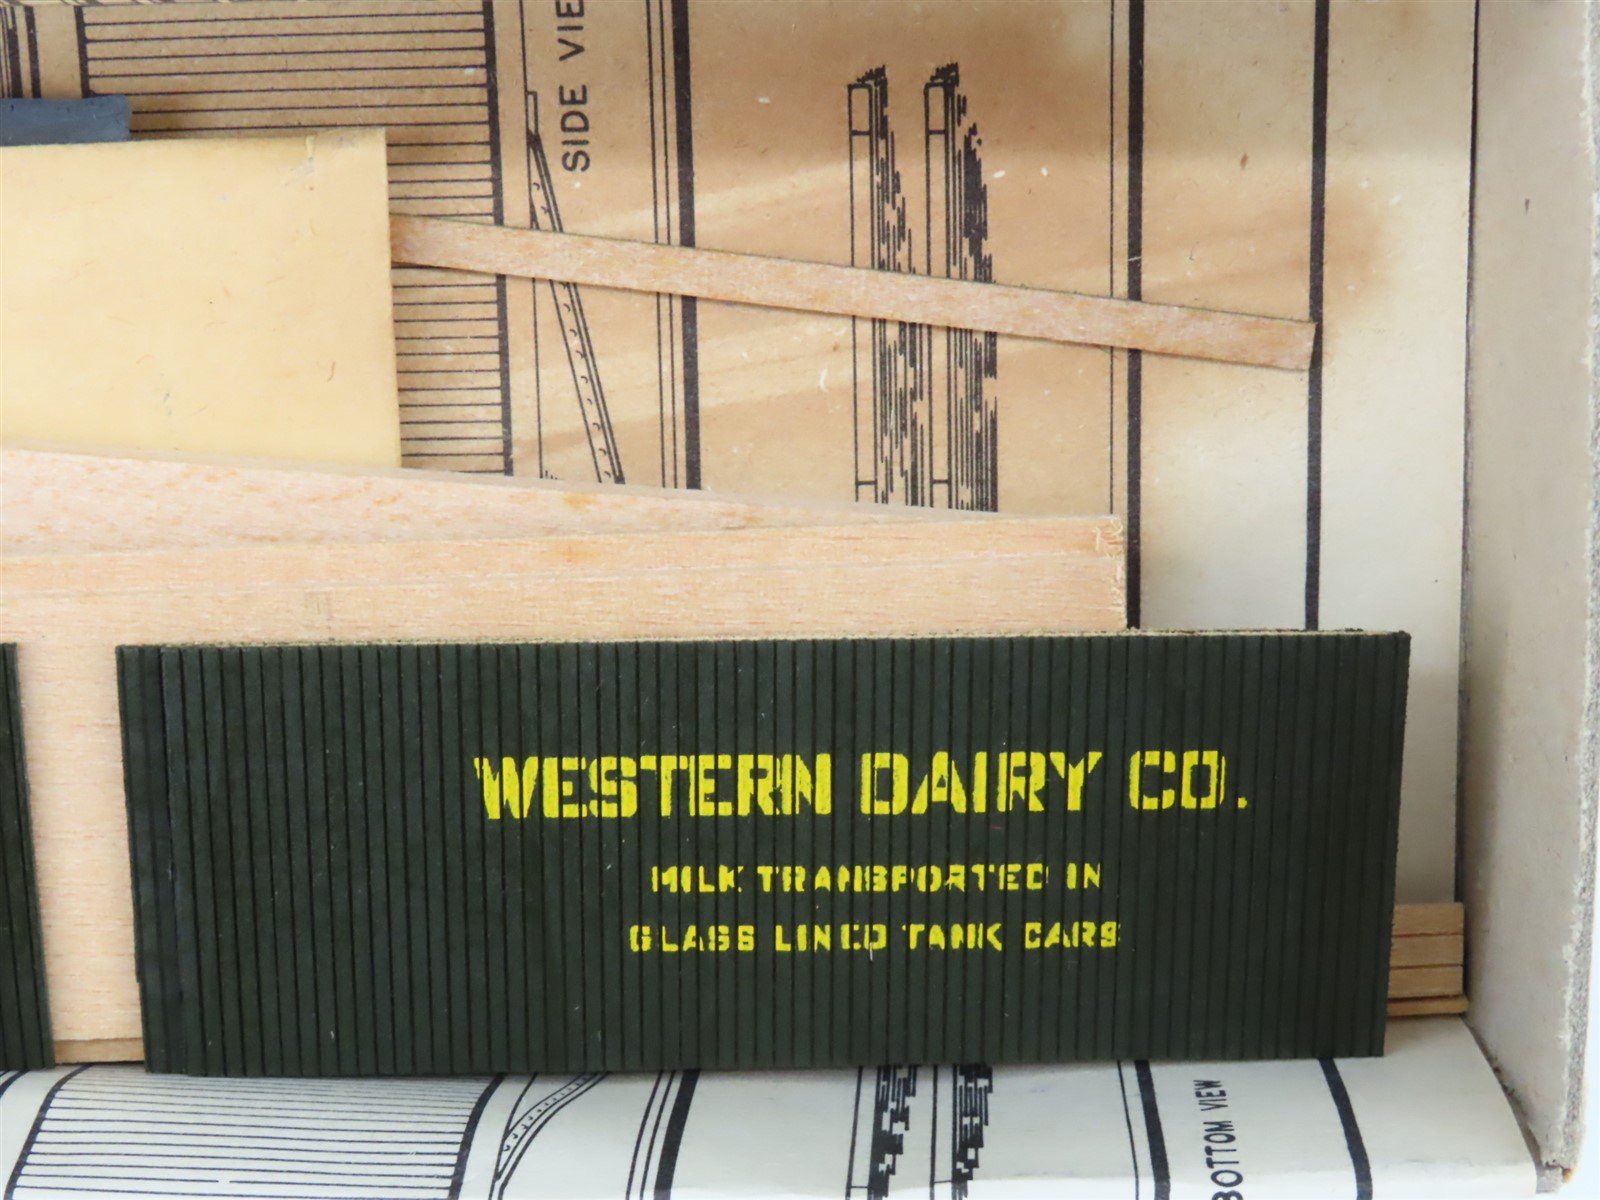 SIDE VIE
WESTERN DAIRY CO.
MILK TRANSPORTED IN
GLASS LINED TANK CARS
BOTTOM VIEW